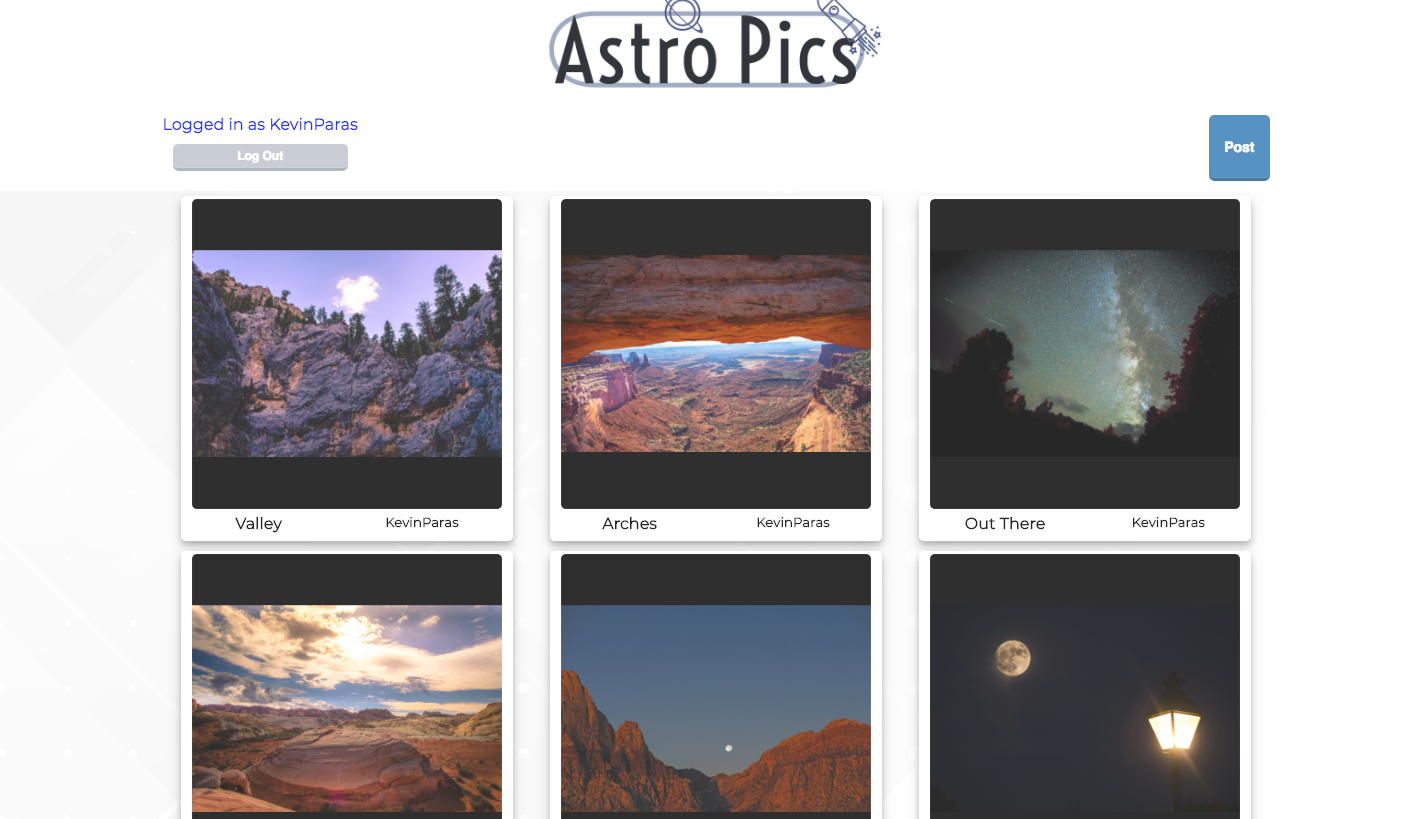 Astro Pics
Logged in as KevinParas
Log Out
Post
Valley KevinParas
Arches KevinParas
Out There KevinParas